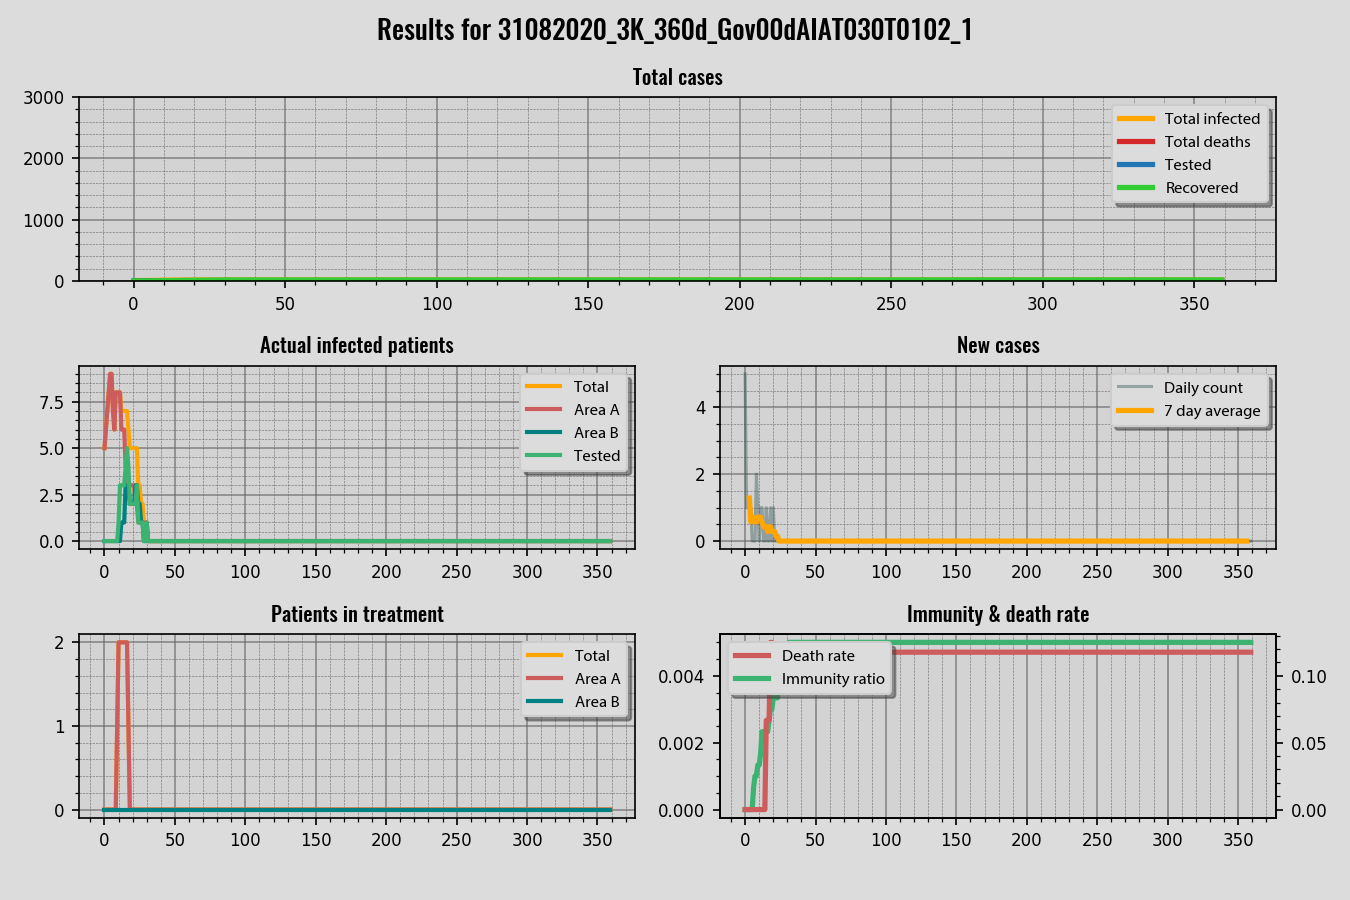 Results for 31082020_3K_360d_Gov00dAIAT030T0102_1
Total cases
3000
2000
1000
0
Total infected
Total deaths
Tested
Recovered
0 50 100 150 200 250 300 350
Actual infected patients
7.5
5.0
2.5
0.0
Total
Area A
Area B
Tested
0 50 100 150 200 250 300 350
New cases
4
2
0
Daily count
7 day average
0 50 100 150 200 250 300 350
Patients in treatment
2
1
0
Total
Area A
Area B
0 50 100 150 200 250 300 350
Immunity & death rate
0.004
0.002
0.000
Death rate
Immunity ratio
0.10
0.05
0.00
0 50 100 150 200 250 300 350